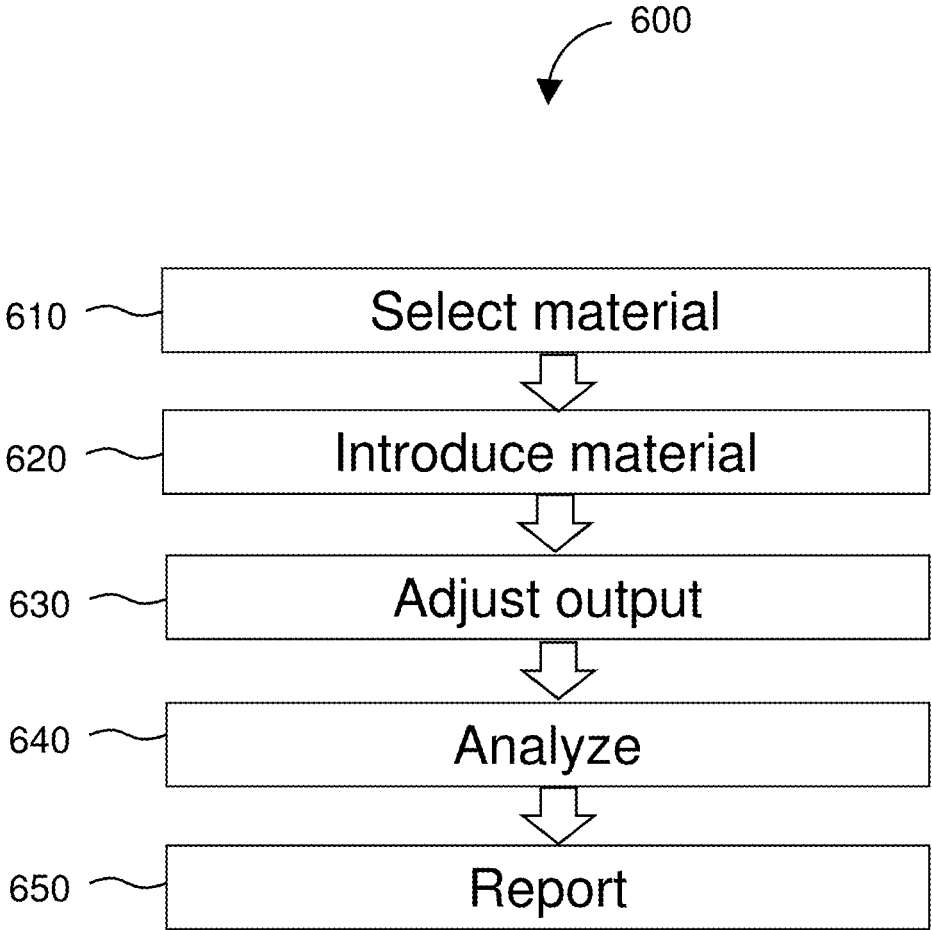 600
610 Select material
620 Introduce material
630 Adjust output
640 Analyze
650 Report